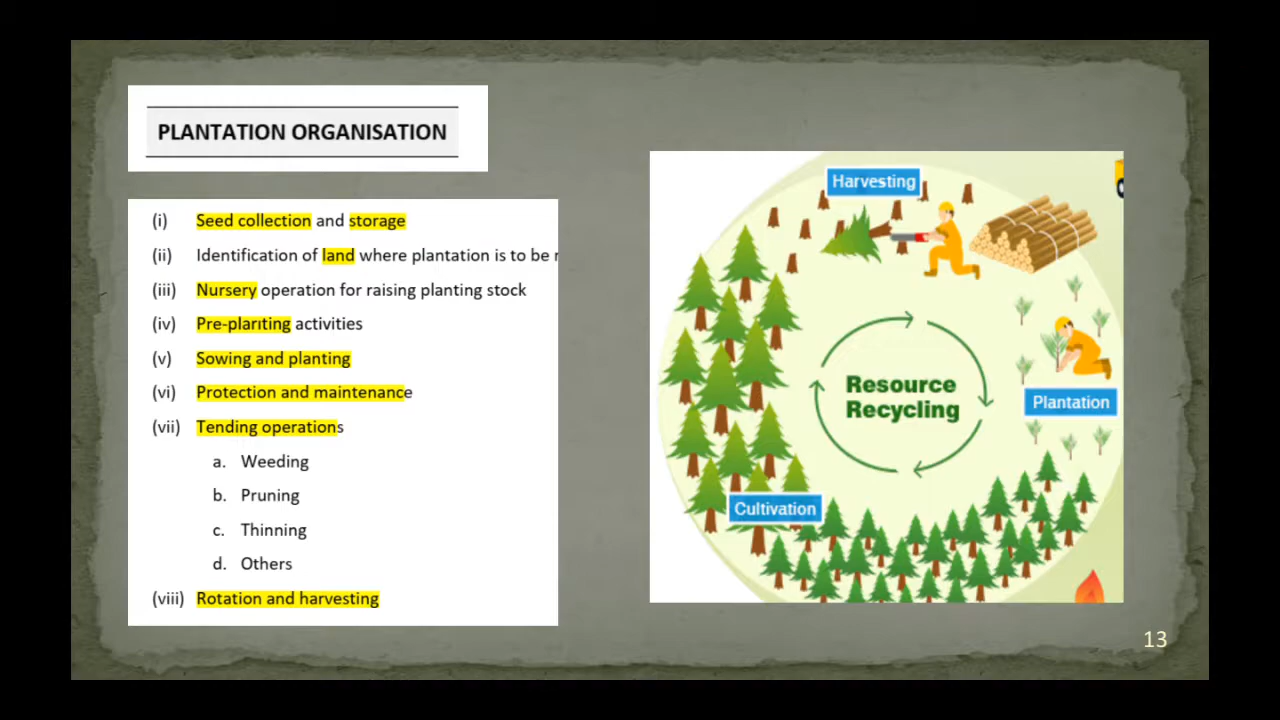 PLANTATION ORGANISATION
(i) Seed collection and storage
(ii) Identification of land where plantation is to be
(iii) Nursery operation for raising planting stock
(iv) Pre-planting activities
(v) Sowing and planting
(vi) Protection and maintenance
(vii) Tending operations
a. Weeding
b. Pruning
c. Thinning
d. Others
(viii) Rotation and harvesting
Harvesting
Resource
Recycling
Plantation
Cultivation
13